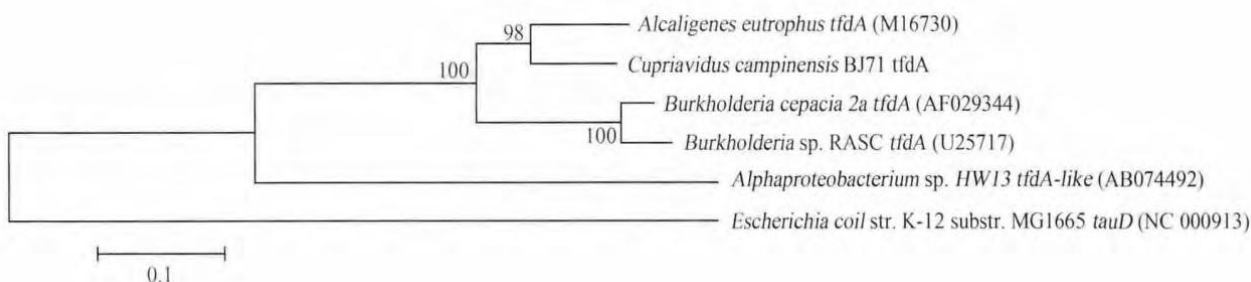 98
Alcaligenes eutrophus tfdA (M16730)
100
Cupriavidus campinensis BJ71 tfdA
Burkholderia cepacia 2a tfdA (AF029344)
100
Burkholderia sp. RASC tfdA (U25717)
Alphaproteobacterium sp. HW13 tfdA-like (AB074492)
Escherichia coil str. K-12 substr. MG1665 tauD (NC 000913)
0.1